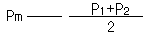 Pm — P₁+P₂
2